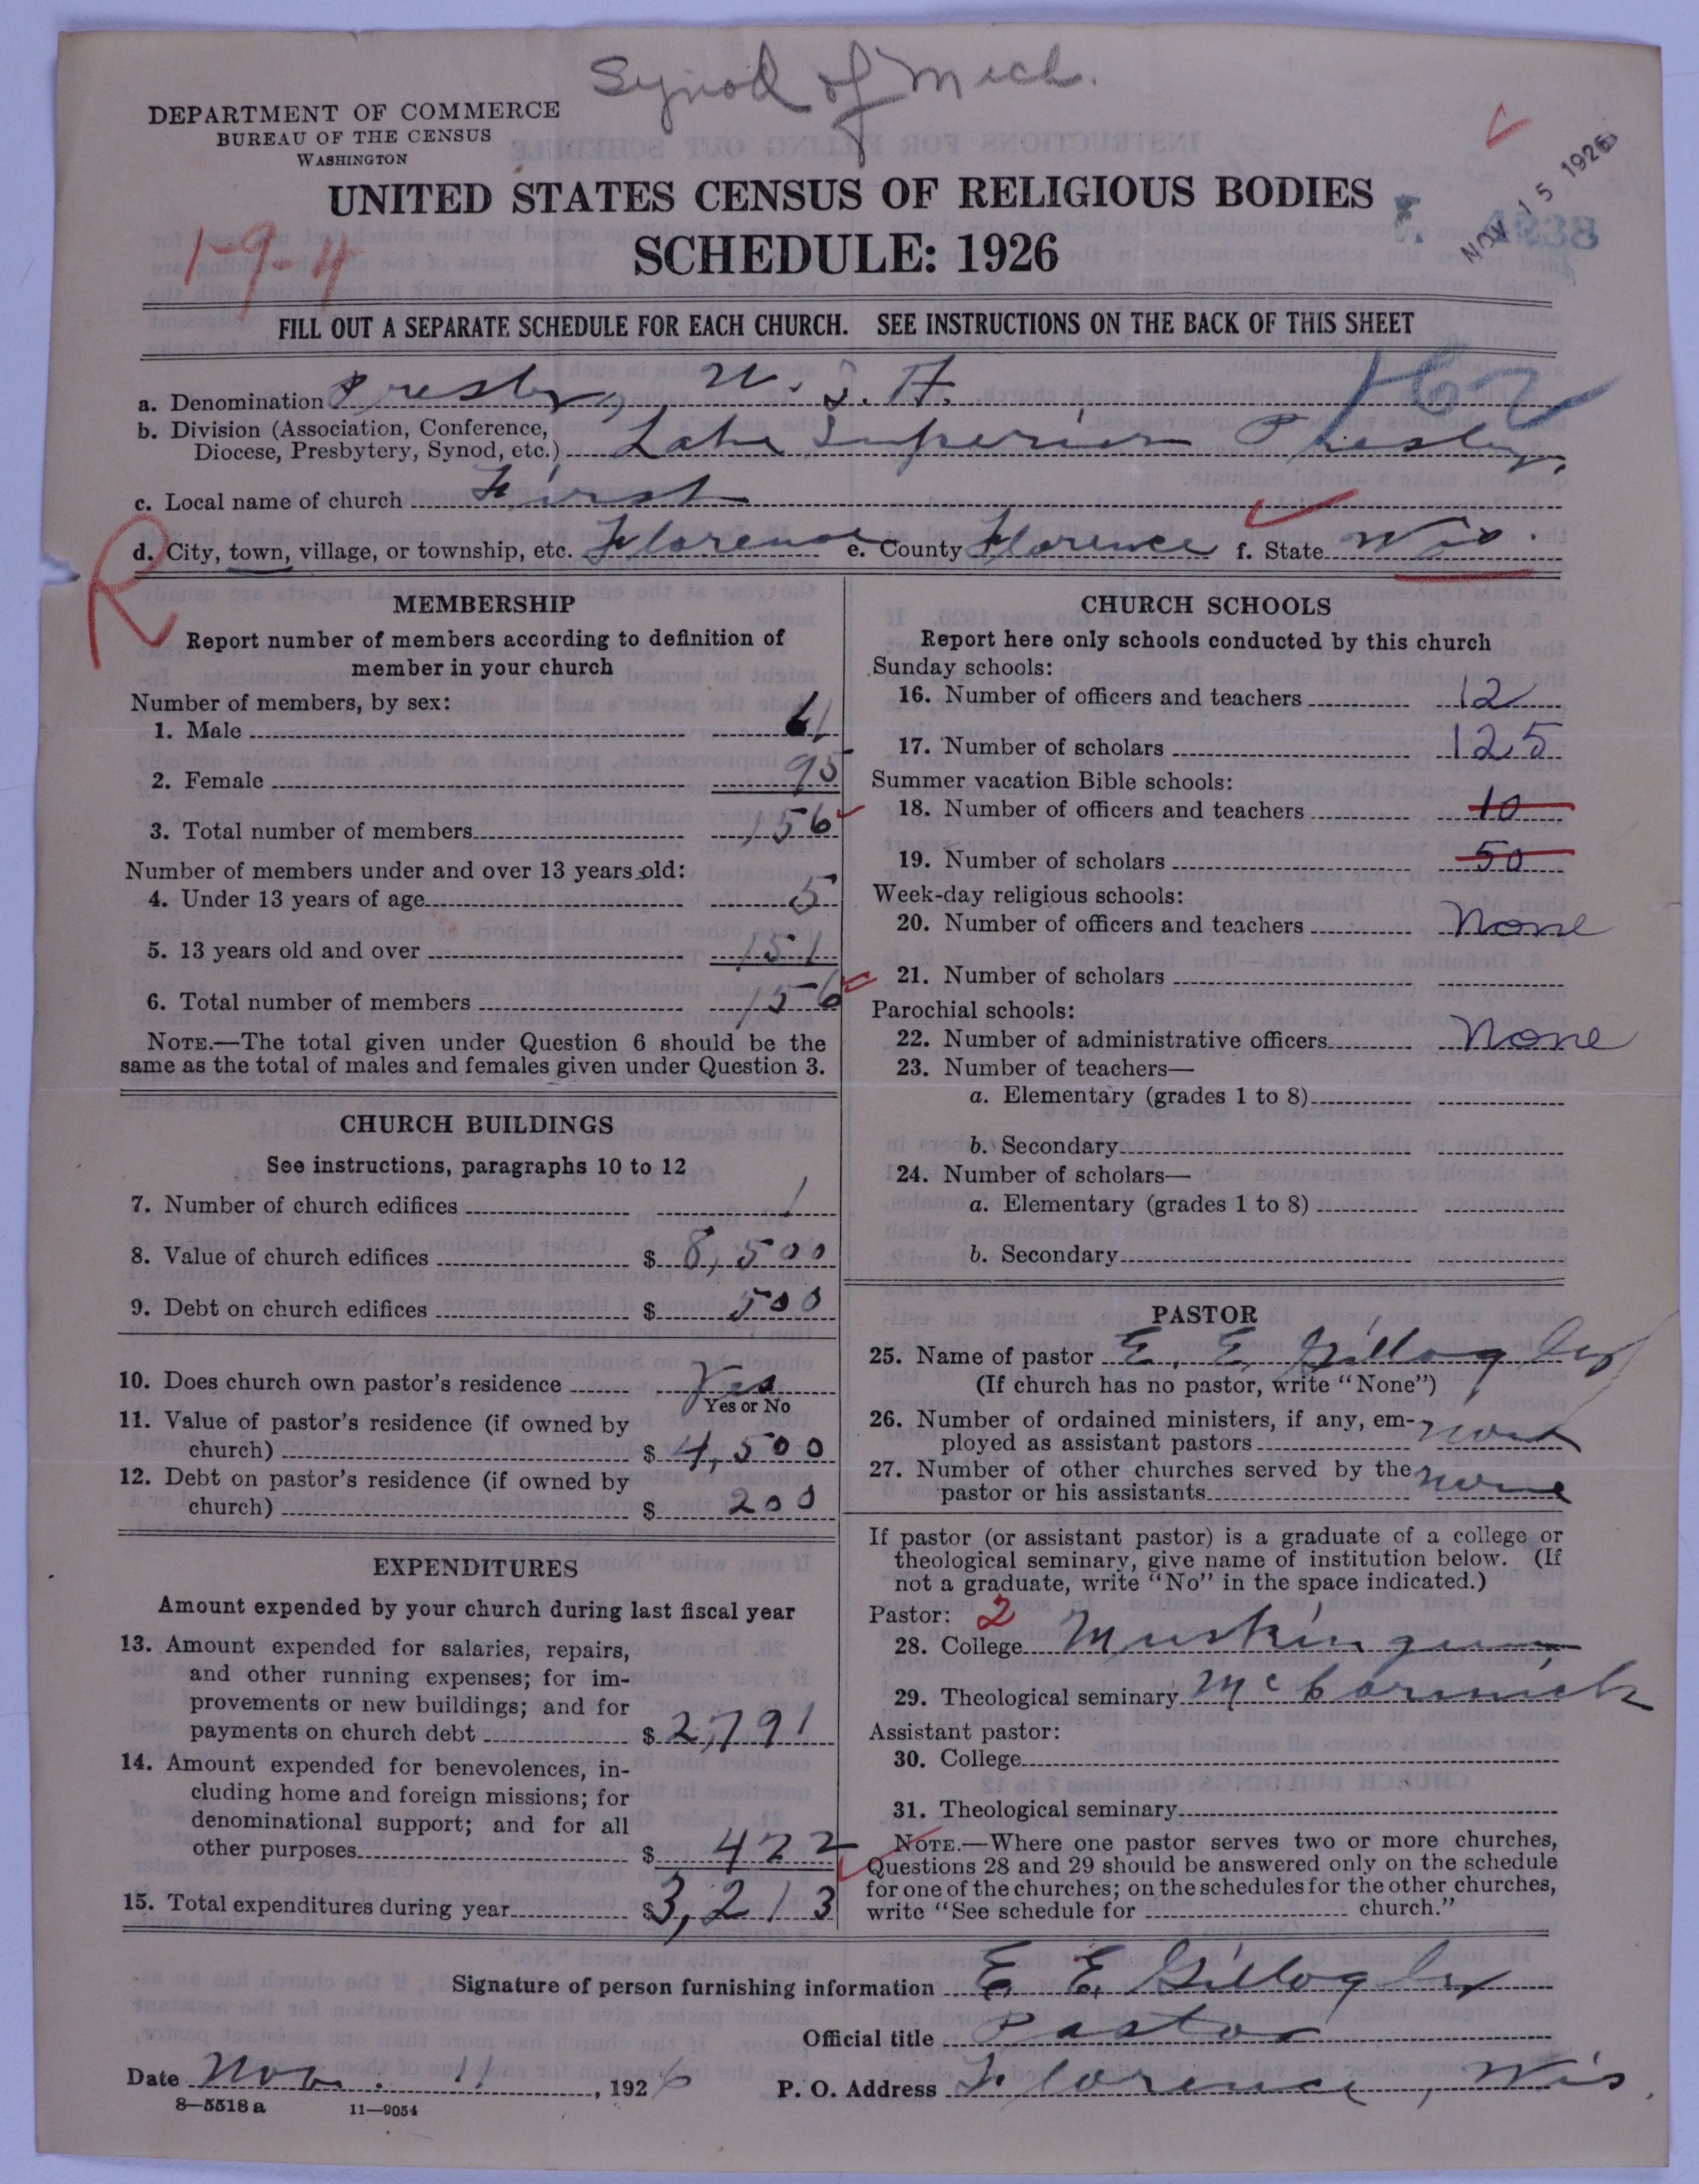 Synod of Mich.
DEPARTMENT OF COMMERCE
BUREAU OF THE CENSUS
WASHINGTON
UNITED STATES CENSUS OF RELIGIOUS BODIES
SCHEDULE: 1926
1-9-4
NOV 15 1926
FILL OUT A SEPARATE SCHEDULE FOR EACH CHURCH. SEE INSTRUCTIONS ON THE BACK OF THIS SHEET
a. Denomination Presby, U. S. A.
b. Division (Association, Conference,
Diocese, Presbytery, Synod, etc.) Lake Superior Presby,
c. Local name of church First
d. City, town, village, or township, etc. Florence e. County Florence f. State Wis.
R
MEMBERSHIP
Report number of members according to definition of
member in your church
Number of members, by sex:
1. Male 61
2. Female 95
3. Total number of members 156
Number of members under and over 13 years old:
4. Under 13 years of age 5
5. 13 years old and over 151
6. Total number of members 156
NOTE.—The total given under Question 6 should be the
same as the total of males and females given under Question 3.
CHURCH BUILDINGS
See instructions, paragraphs 10 to 12
7. Number of church edifices 1
8. Value of church edifices $ 8,500
9. Debt on church edifices $ 500
10. Does church own pastor's residence Yes
Yes or No
11. Value of pastor's residence (if owned by
church) $ 4,500
12. Debt on pastor's residence (if owned by
church) $ 200
EXPENDITURES
Amount expended by your church during last fiscal year
13. Amount expended for salaries, repairs,
and other running expenses; for im-
provements or new buildings; and for
payments on church debt $ 2,791
14. Amount expended for benevolences, in-
cluding home and foreign missions; for
denominational support; and for all
other purposes $ 422
15. Total expenditures during year $ 3,213
CHURCH SCHOOLS
Report here only schools conducted by this church
Sunday schools:
16. Number of officers and teachers 12
17. Number of scholars 125
Summer vacation Bible schools:
18. Number of officers and teachers 10
19. Number of scholars 50
Week-day religious schools:
20. Number of officers and teachers None
21. Number of scholars
Parochial schools:
22. Number of administrative officers None
23. Number of teachers—
a. Elementary (grades 1 to 8)
b. Secondary
24. Number of scholars—
a. Elementary (grades 1 to 8)
b. Secondary
PASTOR
25. Name of pastor E. E. Gillogly
(If church has no pastor, write "None")
26. Number of ordained ministers, if any, em-
ployed as assistant pastors none
27. Number of other churches served by the
pastor or his assistants none
If pastor (or assistant pastor) is a graduate of a college or
theological seminary, give name of institution below. (If
not a graduate, write "No" in the space indicated.)
Pastor: 2
28. College Muskingum
29. Theological seminary McCormick
Assistant pastor:
30. College
31. Theological seminary
NOTE.—Where one pastor serves two or more churches,
Questions 28 and 29 should be answered only on the schedule
for one of the churches; on the schedules for the other churches,
write "See schedule for church."
Signature of person furnishing information E. E. Gillogly
Official title Pastor
Date Nov. 11, 1926 P. O. Address Florence, Wis.
8—5518 a 11—9054